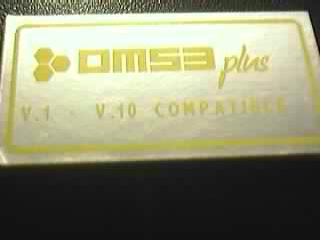 OMS3 plus
V.1 - V.10 COMPATIBLE